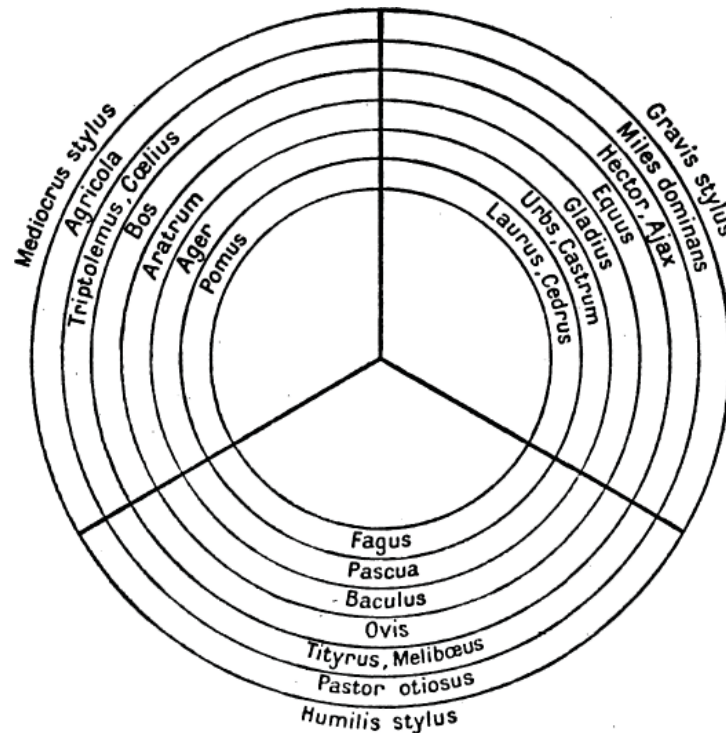 Mediocrus stylus
Agricola
Triptolemus, Cœlius
Bos
Aratrum
Ager
Pomus
Gravis stylus
Miles dominans
Hector, Ajax
Equus
Gladius
Urbs, Castrum
Laurus, Cedrus
Fagus
Pascua
Baculus
Ovis
Tityrus, Melibœus
Pastor otiosus
Humilis stylus